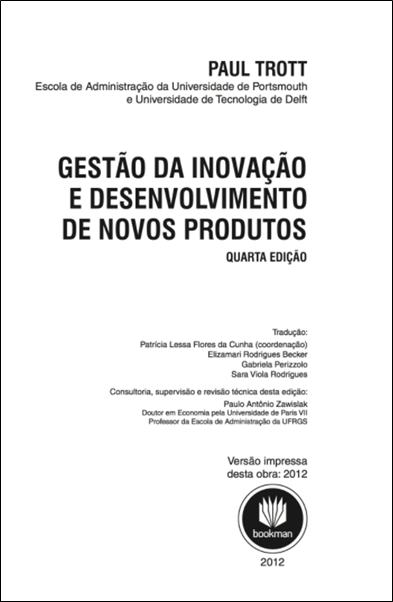 PAUL TROTT
Escola de Administração da Universidade de Portsmouth
e Universidade de Tecnologia de Delft
GESTÃO DA INOVAÇÃO
E DESENVOLVIMENTO
DE NOVOS PRODUTOS
QUARTA EDIÇÃO
Tradução:
Patrícia Lessa Flores da Cunha (coordenação)
Elizamari Rodrigues Becker
Gabriela Perizzolo
Sara Viola Rodrigues
Consultoria, supervisão e revisão técnica desta edição:
Paulo Antônio Zawislak
Doutor em Economia pela Universidade de Paris VII
Professor da Escola de Administração da UFRGS
Versão impressa
desta obra: 2012
bookman
2012